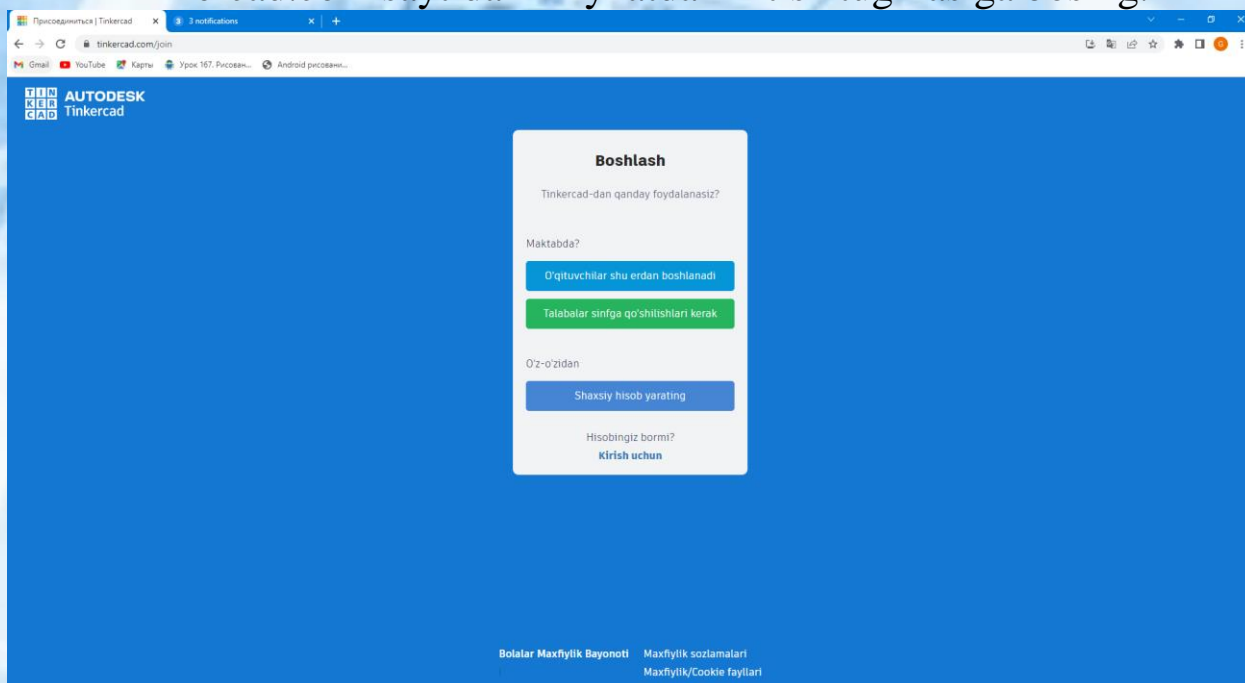 Присоединиться | Tinkercad
3 notifications
tinkercad.com/join
Gmail YouTube Карты Урок 167. Рисован... Android рисовани...
TINKERCAD AUTODESK
Tinkercad
Boshlash
Tinkercad-dan qanday foydalanasiz?
Maktabda?
O'qituvchilar shu erdan boshlanadi
Talabalar sinfga qo'shilishlari kerak
O'z-o'zidan
Shaxsiy hisob yarating
Hisobingiz bormi?
Kirish uchun
Bolalar Maxfiylik Bayonoti Maxfiylik sozlamalari
Maxfiylik/Cookie fayllari